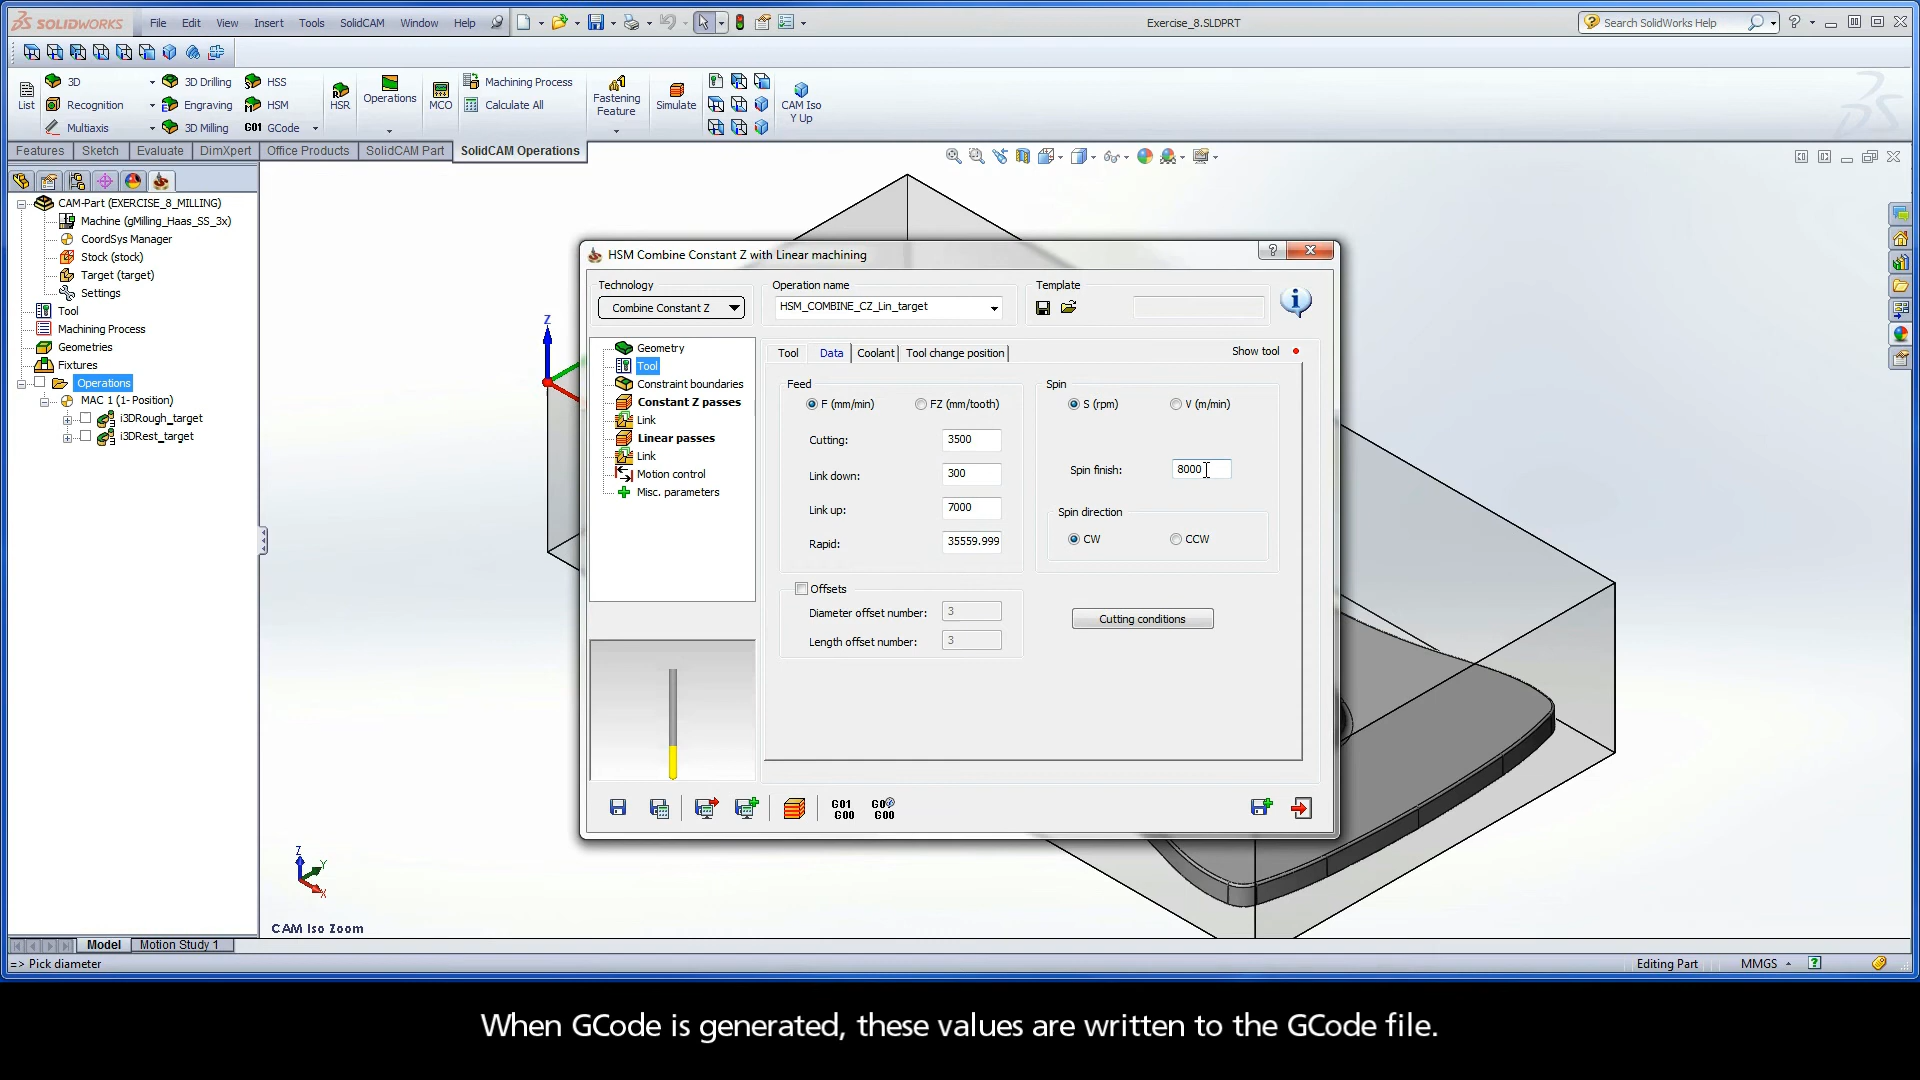 SOLIDWORKS File Edit View Insert Tools SolidCAM Window Help Exercise_8.SLDPRT Search SolidWorks Help
List 3D Recognition Multiaxis 3D Drilling Engraving 3D Milling HSS HSM G01 GCode HSR Operations MCO Machining Process Calculate All Fastening Feature Simulate CAM Iso Y Up
Features Sketch Evaluate DimXpert Office Products SolidCAM Part SolidCAM Operations
CAM-Part (EXERCISE_8_MILLING)
Machine (gMilling_Haas_SS_3x)
CoordSys Manager
Stock (stock)
Target (target)
Settings
Tool
Machining Process
Geometries
Fixtures
Operations
MAC 1 (1- Position)
i3DRough_target
i3DRest_target
Z
HSM Combine Constant Z with Linear machining
Technology Operation name Template
Combine Constant Z HSM_COMBINE_CZ_Lin_target
Geometry
Tool
Constraint boundaries
Constant Z passes
Link
Linear passes
Link
Motion control
Misc. parameters
Tool Data Coolant Tool change position Show tool
Feed Spin
F (mm/min) FZ (mm/tooth) S (rpm) V (m/min)
Cutting: 3500
Link down: 300 Spin finish: 8000
Link up: 7000 Spin direction
Rapid: 35559.999 CW CCW
Offsets
Diameter offset number: 3 Cutting conditions
Length offset number: 3
G01 G00
Z Y X
CAM Iso Zoom
Model Motion Study 1
=> Pick diameter Editing Part MMGS
When GCode is generated, these values are written to the GCode file.